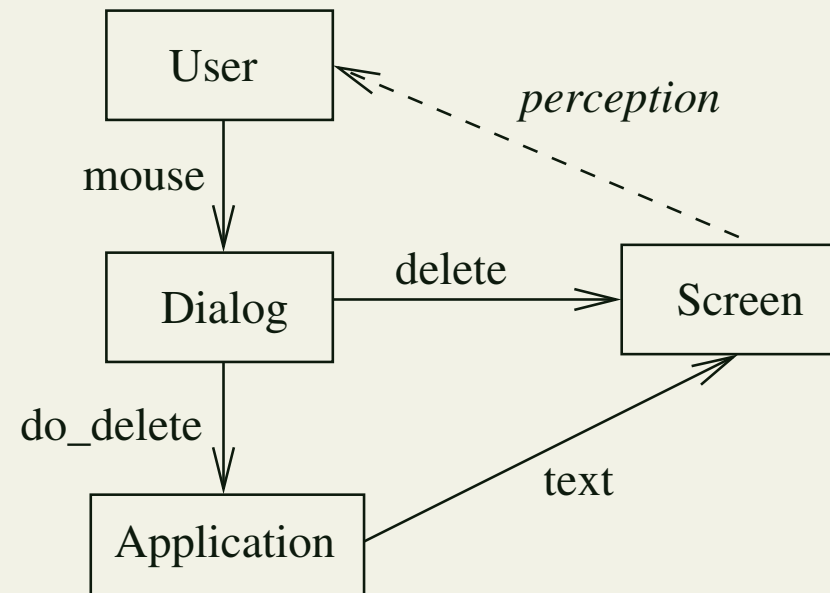 User
perception
mouse
delete
Dialog
Screen
do_delete
text
Application